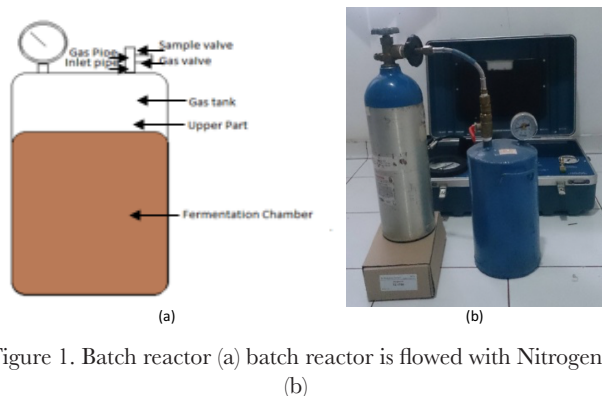 Sample valve
Gas Pipe
Gas valve
Inlet pipe
Gas tank
Upper Part
Fermentation Chamber
(a)
(b)
igure 1. Batch reactor (a) batch reactor is flowed with Nitrogen
(b)